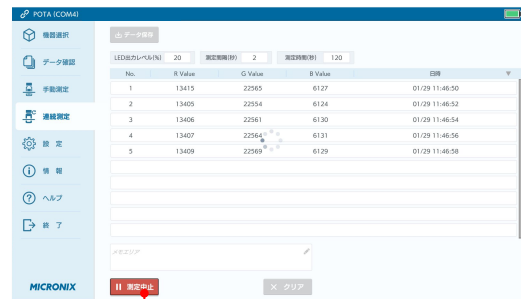 POTA (COM4)
機器選択
データ確認
手動測定
連続測定
設 定
情 報
ヘルプ
終 了
MICRONIX
データ保存
LED出力レベル(%) 20 測定間隔(秒) 2 測定時間(秒) 120
No. R Value G Value B Value 日時 ▼
1 13415 22565 6127 01/29 11:46:50
2 13405 22554 6124 01/29 11:46:52
3 13406 22561 6130 01/29 11:46:54
4 13407 22564 6131 01/29 11:46:56
5 13409 22569 6129 01/29 11:46:58
メモエリア
測定中止
クリア